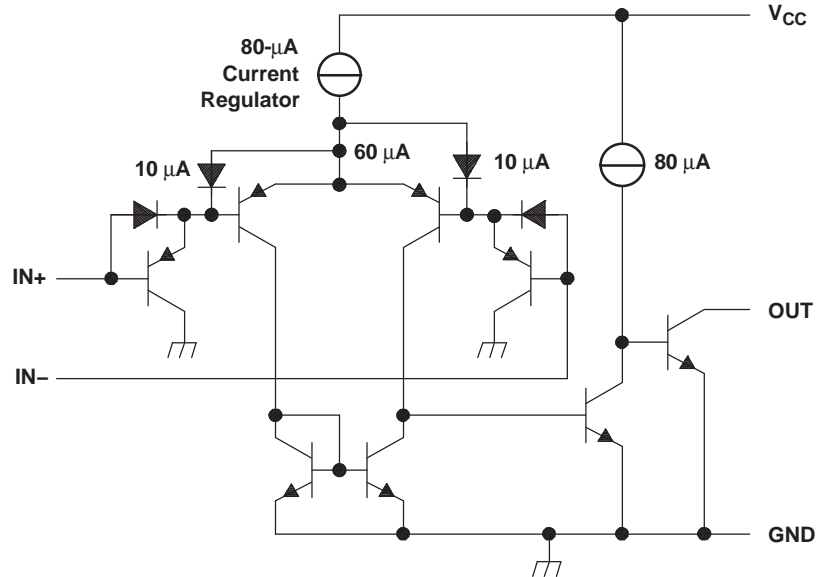 V_CC
80-μA
Current
Regulator
60 μA
10 μA
10 μA
80 μA
IN+
OUT
IN−
GND